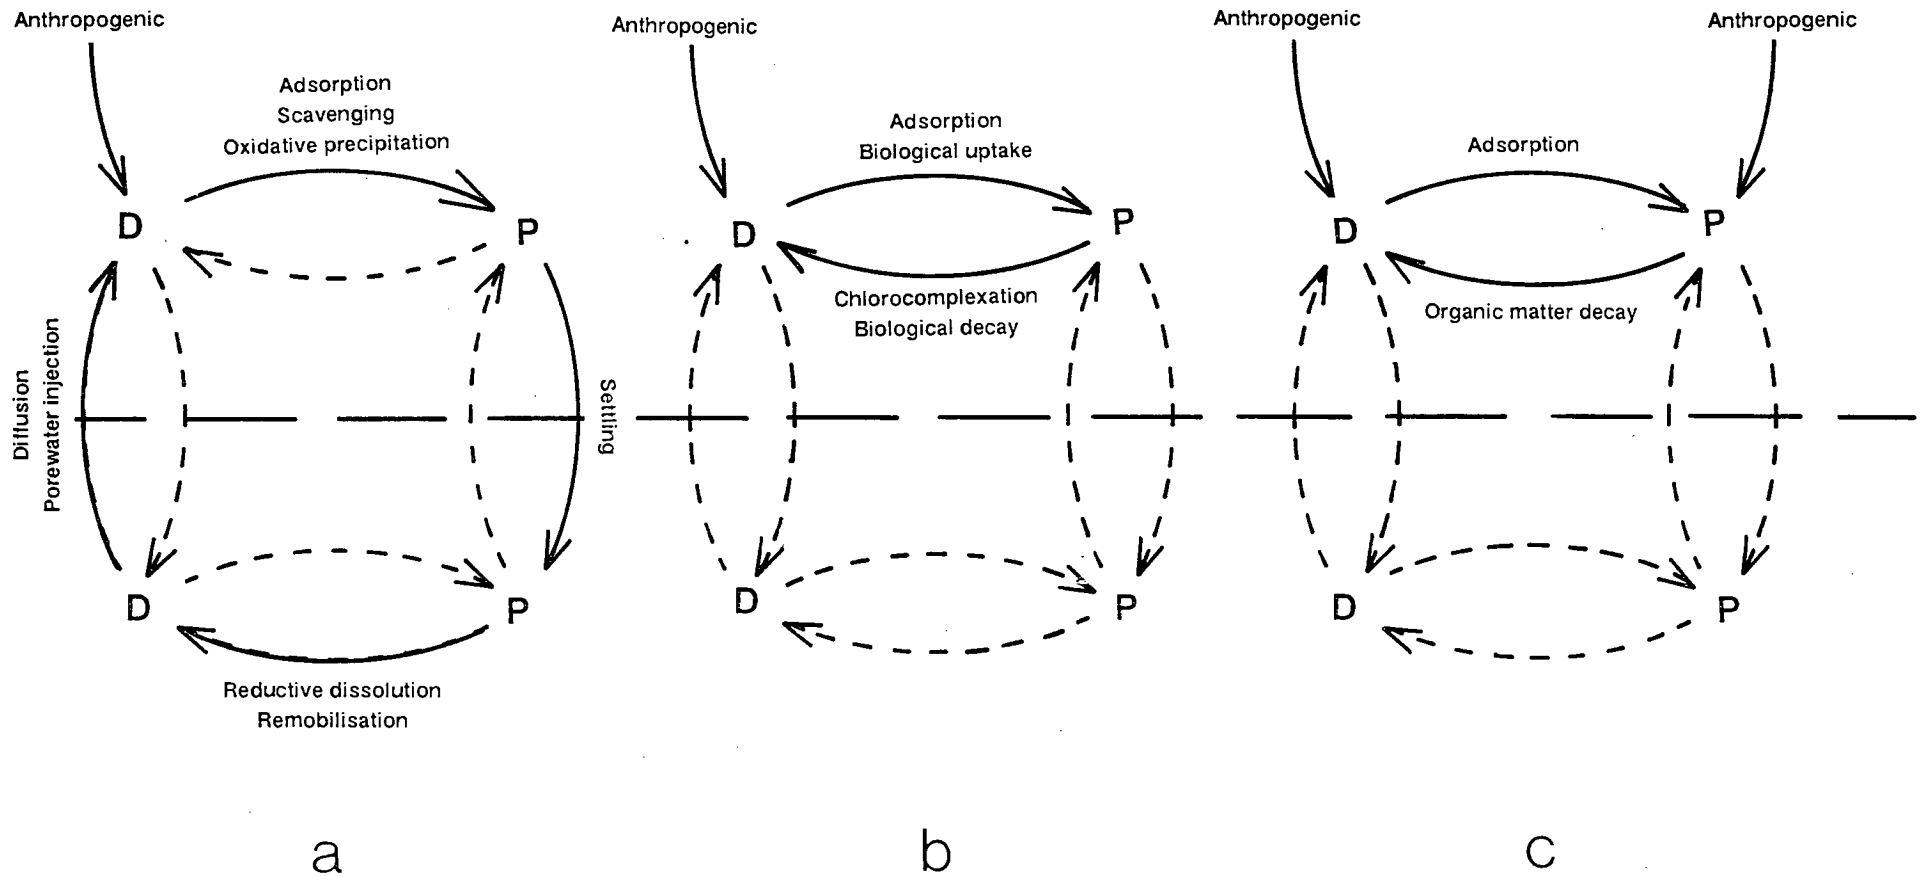 Anthropogenic
Adsorption
Scavenging
Oxidative precipitation
D
P
Diffusion
Porewater injection
Settling
D
P
Reductive dissolution
Remobilisation
a
Anthropogenic
Adsorption
Biological uptake
D
P
Chlorocomplexation
Biological decay
D
P
b
Anthropogenic
Anthropogenic
Adsorption
D
P
Organic matter decay
D
P
c